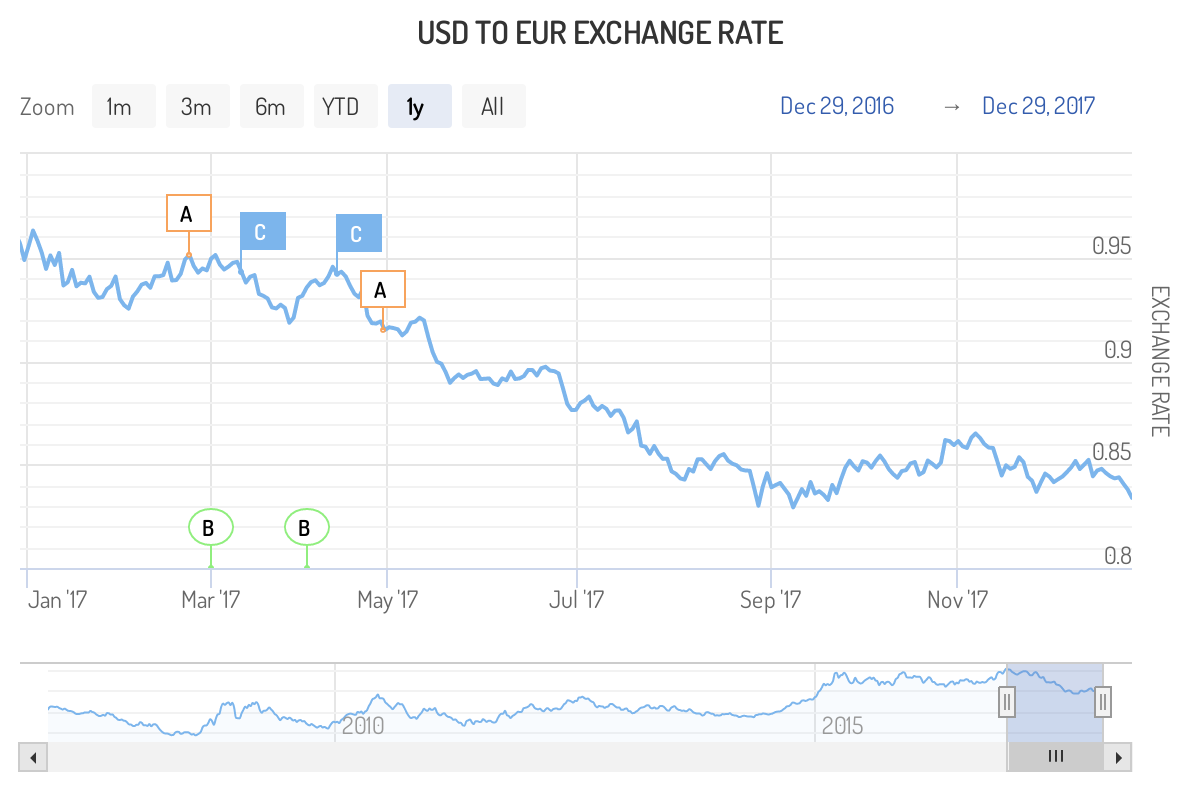 USD TO EUR EXCHANGE RATE
Zoom 1m 3m 6m YTD 1y All Dec 29, 2016 → Dec 29, 2017
A
C
C
0.95
A
0.9
0.85
B
B
0.8
EXCHANGE RATE
Jan '17 Mar '17 May '17 Jul '17 Sep '17 Nov '17
2010 2015